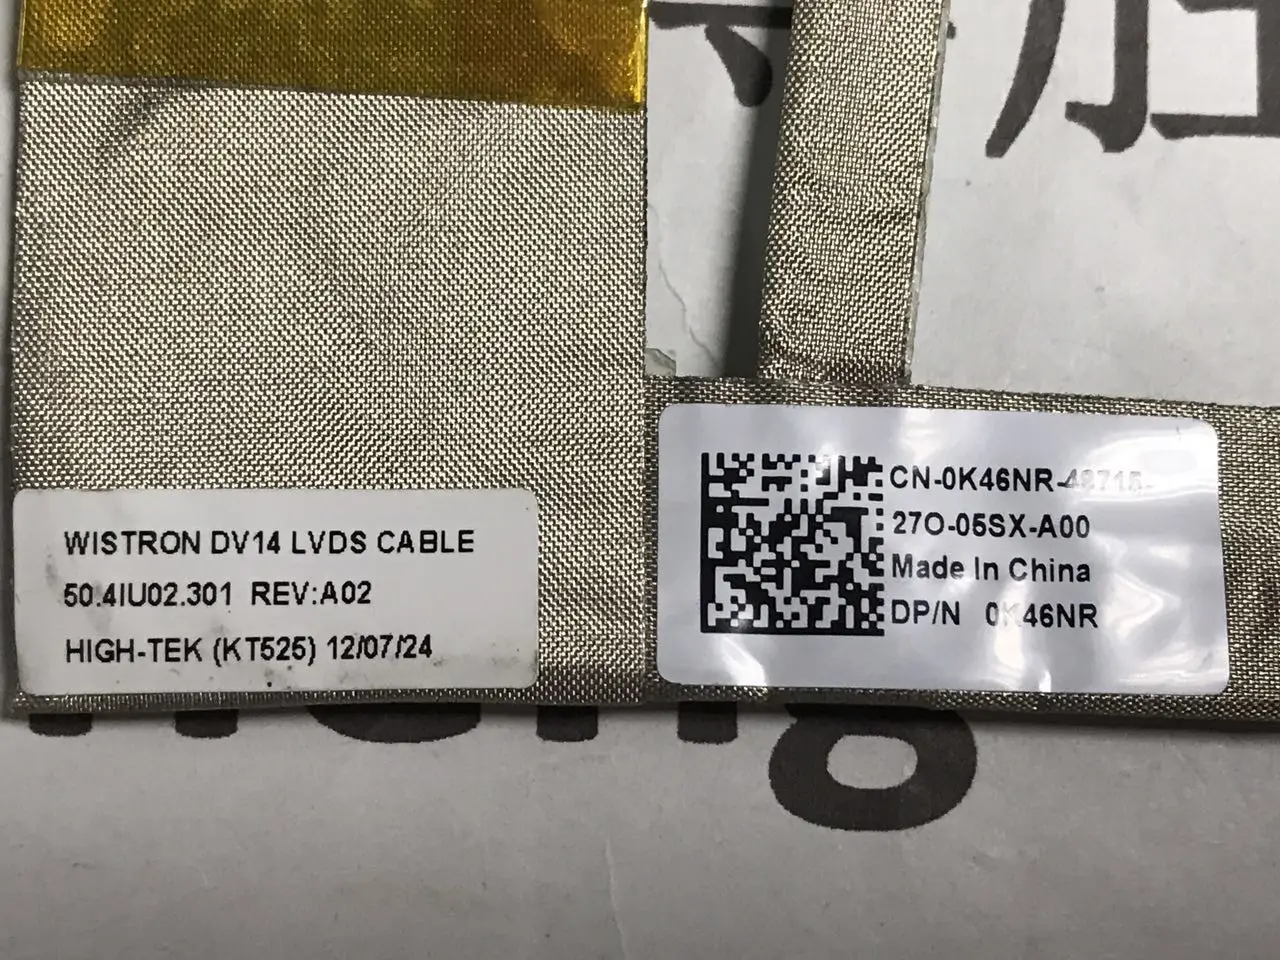 WISTRON DV14 LVDS CABLE
50.4IU02.301 REV:A02
HIGH-TEK (KT525) 12/07/24
CN-0K46NR-48715-
27O-05SX-A00
Made In China
DP/N 0K46NR